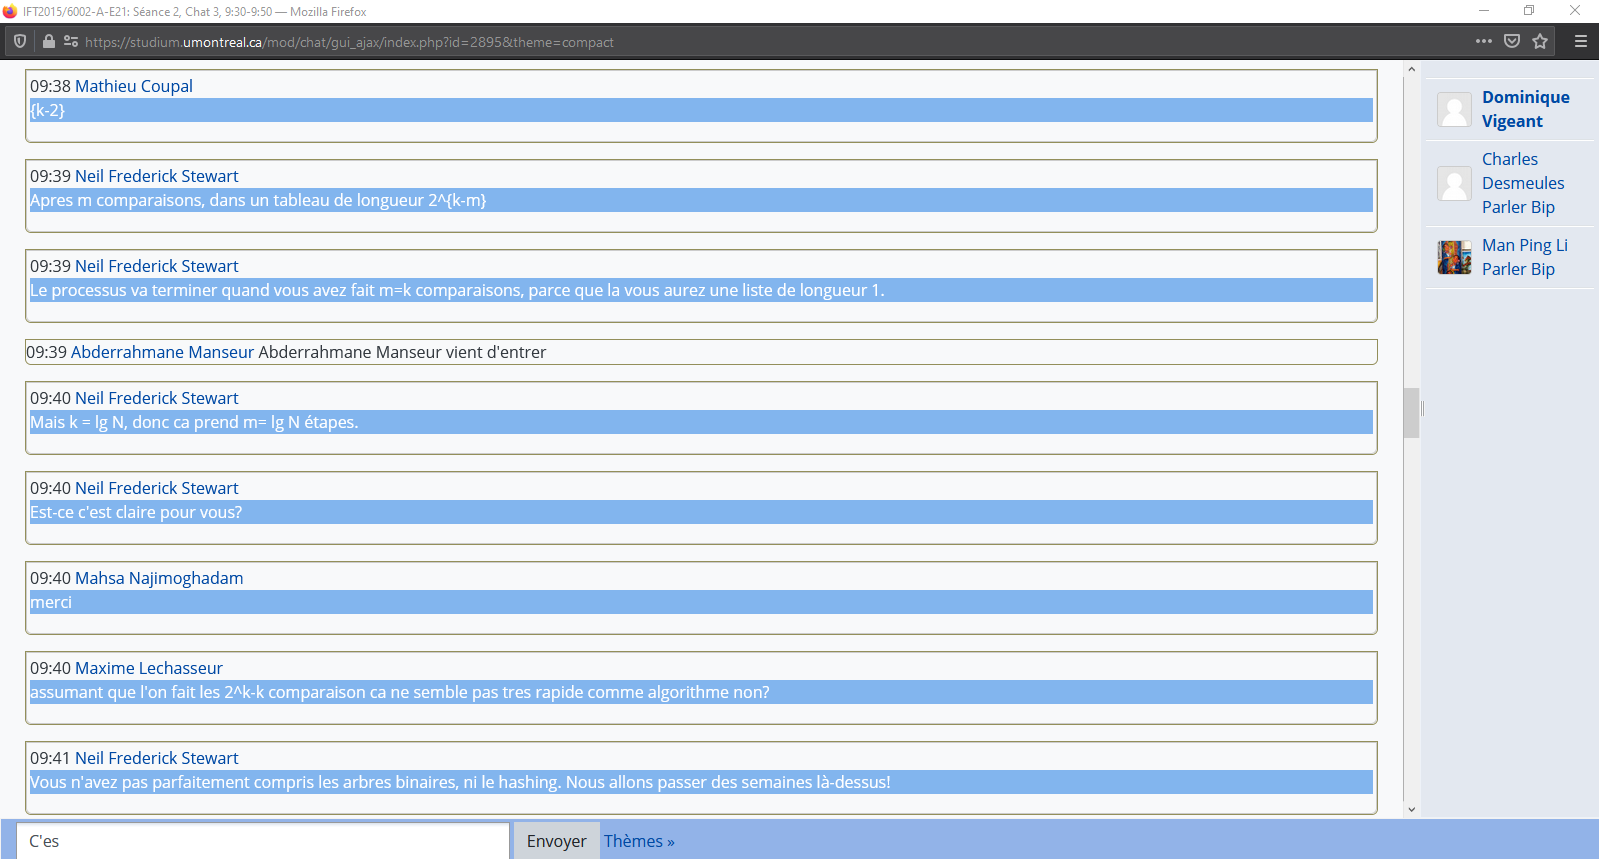 IFT2015/6002-A-E21: Séance 2, Chat 3, 9:30-9:50 — Mozilla Firefox
https://studium.umontreal.ca/mod/chat/gui_ajax/index.php?id=2895&theme=compact
09:38 Mathieu Coupal
{k-2}
09:39 Neil Frederick Stewart
Apres m comparaisons, dans un tableau de longueur 2^{k-m}
09:39 Neil Frederick Stewart
Le processus va terminer quand vous avez fait m=k comparaisons, parce que la vous aurez une liste de longueur 1.
09:39 Abderrahmane Manseur Abderrahmane Manseur vient d'entrer
09:40 Neil Frederick Stewart
Mais k = lg N, donc ca prend m= lg N étapes.
09:40 Neil Frederick Stewart
Est-ce c'est claire pour vous?
09:40 Mahsa Najimoghadam
merci
09:40 Maxime Lechasseur
assumant que l'on fait les 2^k-k comparaison ca ne semble pas tres rapide comme algorithme non?
09:41 Neil Frederick Stewart
Vous n'avez pas parfaitement compris les arbres binaires, ni le hashing. Nous allons passer des semaines là-dessus!
C'es
Envoyer
Thèmes »
Dominique
Vigeant
Charles
Desmeules
Parler Bip
Man Ping Li
Parler Bip